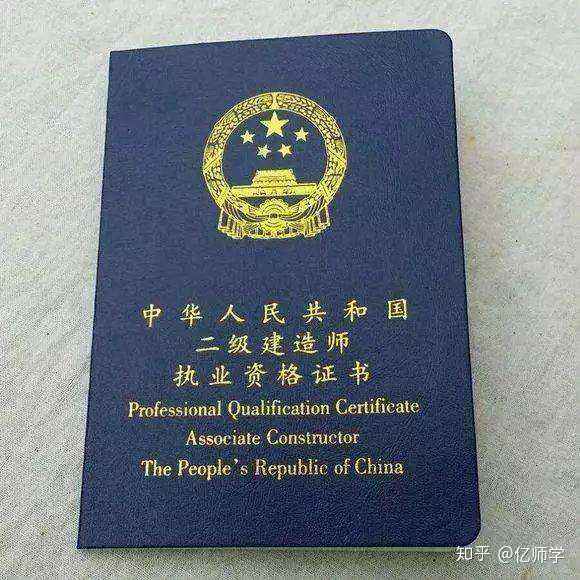 中华人民共和国
二级建造师
执业资格证书
Professional Qualification Certificate
Associate Constructor
The People's Republic of China
知乎 @亿师学